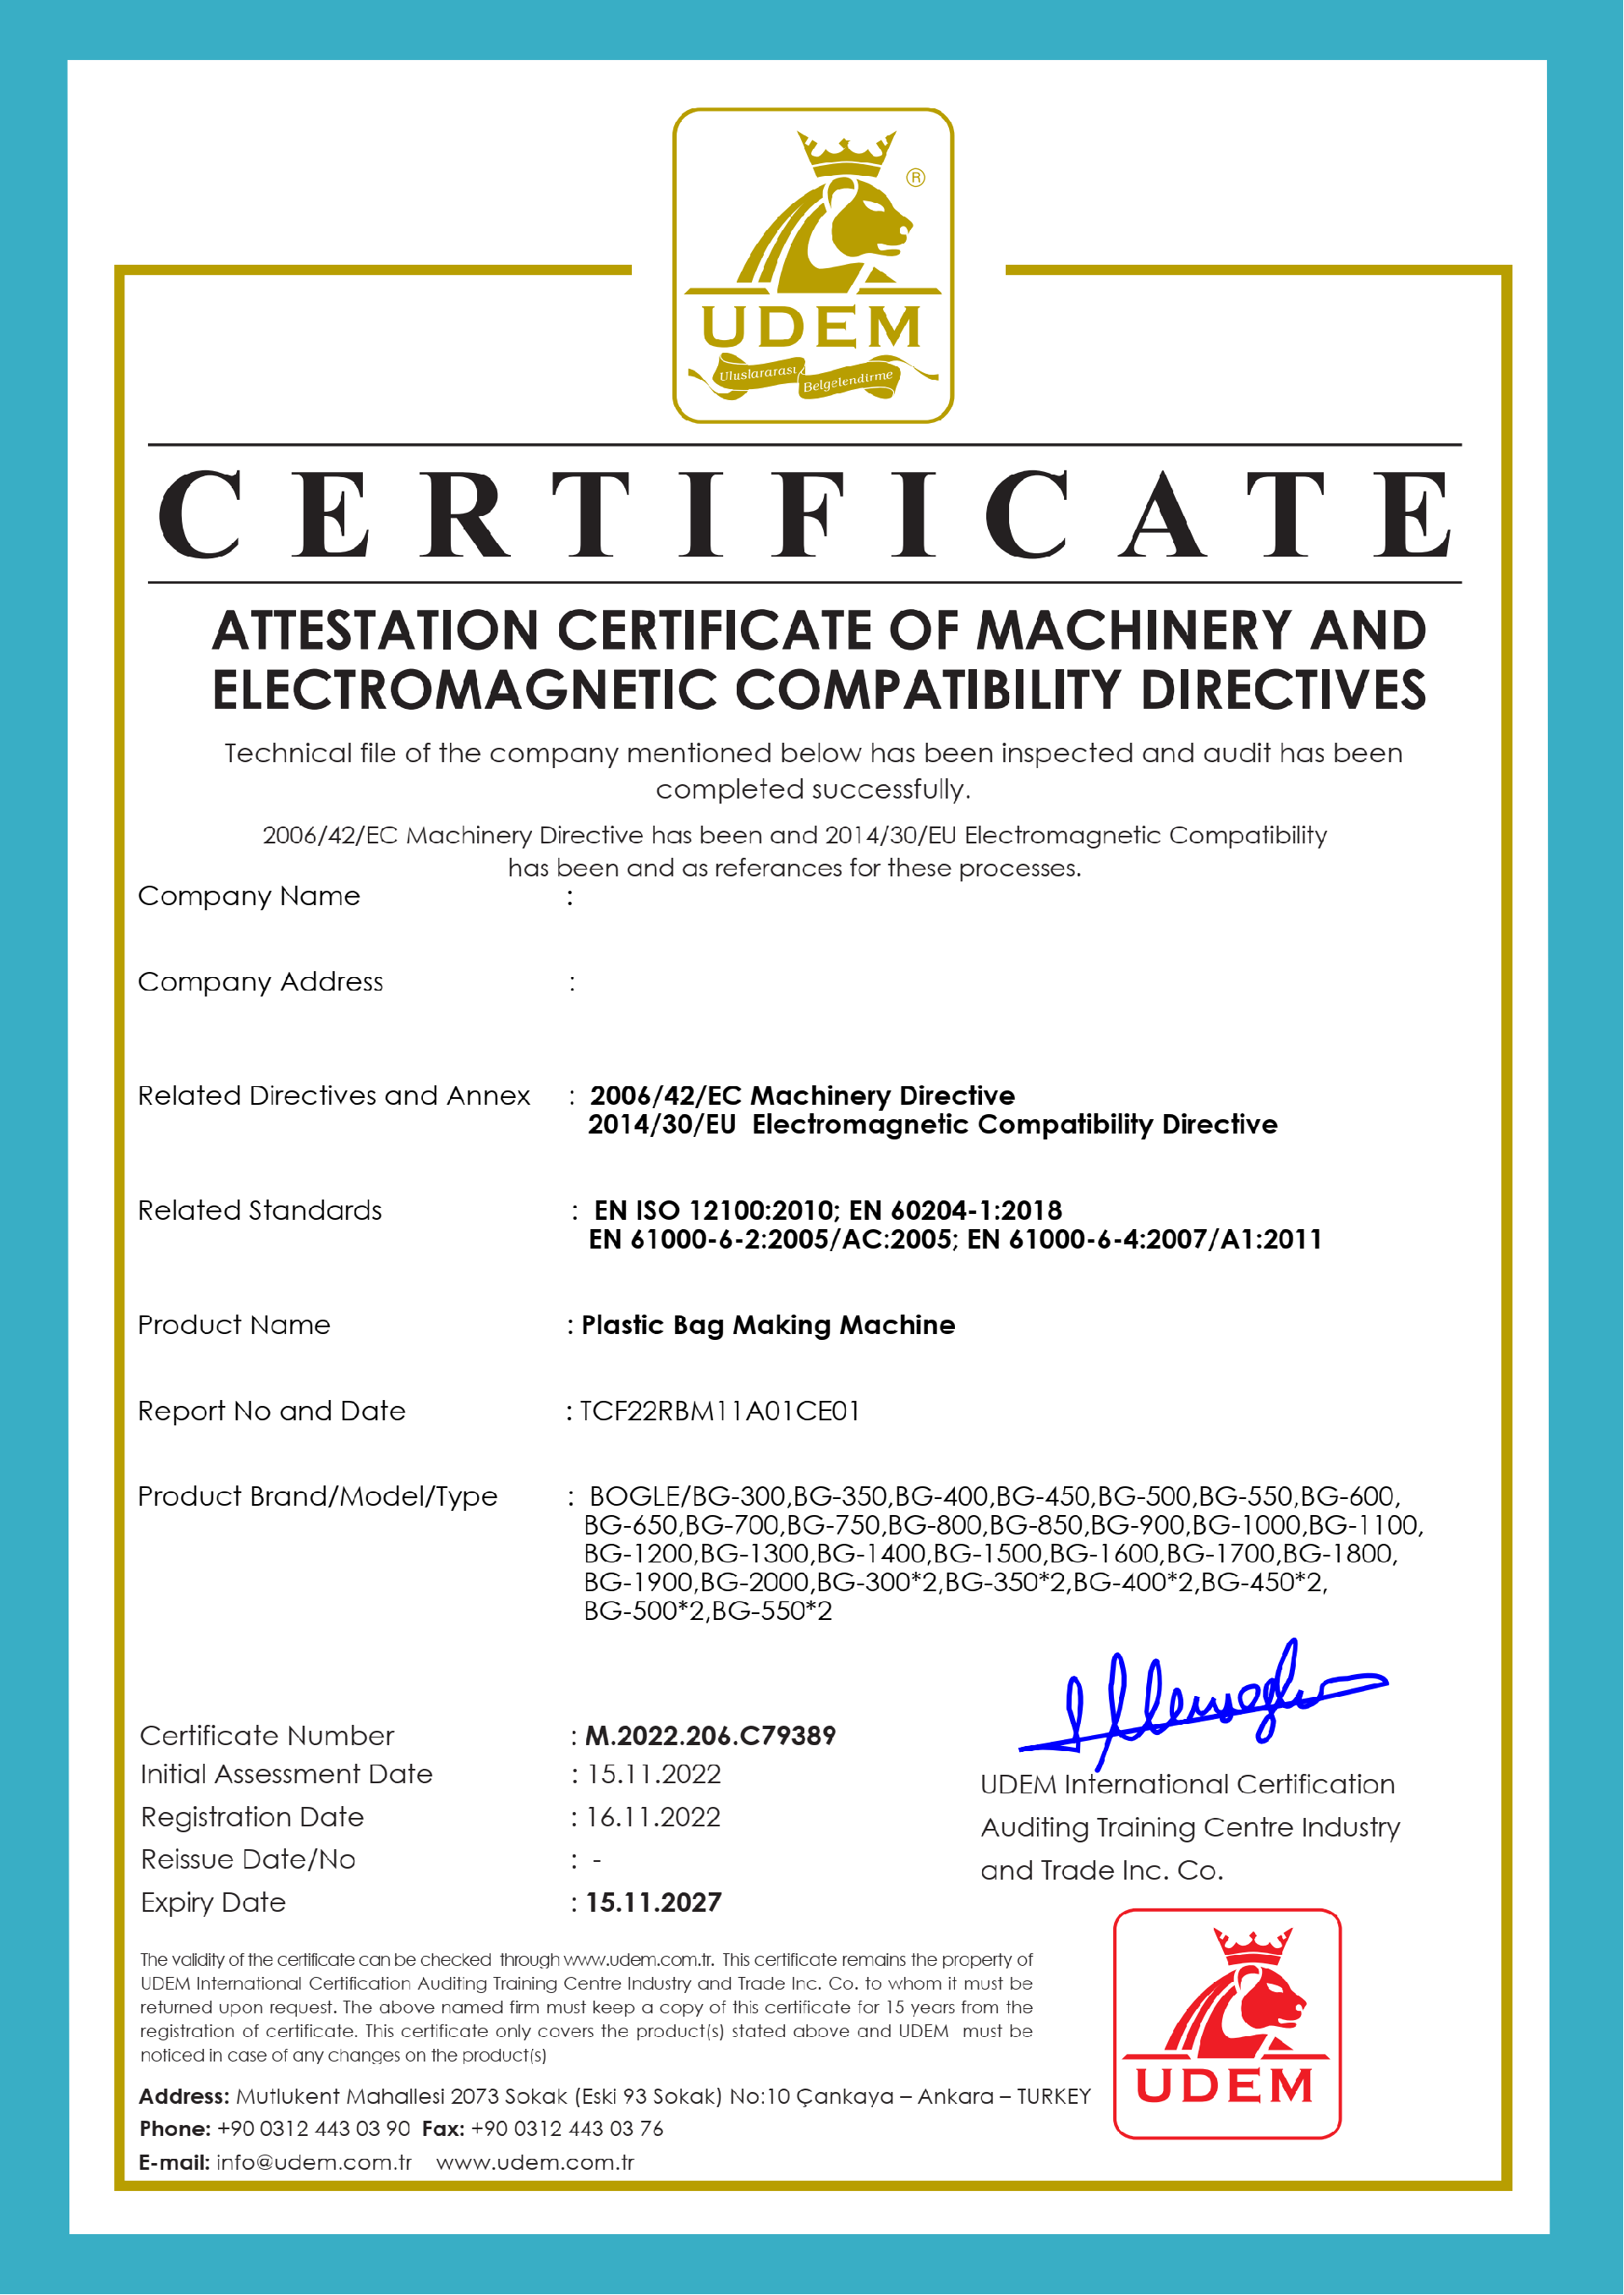 ®
UDEM
Uluslararası Belgelendirme
CERTIFICATE
ATTESTATION CERTIFICATE OF MACHINERY AND
ELECTROMAGNETIC COMPATIBILITY DIRECTIVES
Technical file of the company mentioned below has been inspected and audit has been
completed successfully.
2006/42/EC Machinery Directive has been and 2014/30/EU Electromagnetic Compatibility
has been and as referances for these processes.
Company Name :
Company Address :
Related Directives and Annex : 2006/42/EC Machinery Directive
2014/30/EU Electromagnetic Compatibility Directive
Related Standards : EN ISO 12100:2010; EN 60204-1:2018
EN 61000-6-2:2005/AC:2005; EN 61000-6-4:2007/A1:2011
Product Name : Plastic Bag Making Machine
Report No and Date : TCF22RBM11A01CE01
Product Brand/Model/Type : BOGLE/BG-300,BG-350,BG-400,BG-450,BG-500,BG-550,BG-600,
BG-650,BG-700,BG-750,BG-800,BG-850,BG-900,BG-1000,BG-1100,
BG-1200,BG-1300,BG-1400,BG-1500,BG-1600,BG-1700,BG-1800,
BG-1900,BG-2000,BG-300*2,BG-350*2,BG-400*2,BG-450*2,
BG-500*2,BG-550*2
Certificate Number : M.2022.206.C79389
Initial Assessment Date : 15.11.2022
Registration Date : 16.11.2022
Reissue Date/No : -
Expiry Date : 15.11.2027
UDEM International Certification
Auditing Training Centre Industry
and Trade Inc. Co.
The validity of the certificate can be checked through www.udem.com.tr. This certificate remains the property of
UDEM International Certification Auditing Training Centre Industry and Trade Inc. Co. to whom it must be
returned upon request. The above named firm must keep a copy of this certificate for 15 years from the
registration of certificate. This certificate only covers the product(s) stated above and UDEM must be
noticed in case of any changes on the product(s)
Address: Mutlukent Mahallesi 2073 Sokak (Eski 93 Sokak) No:10 Çankaya – Ankara – TURKEY
Phone: +90 0312 443 03 90 Fax: +90 0312 443 03 76
E-mail: info@udem.com.tr www.udem.com.tr
UDEM